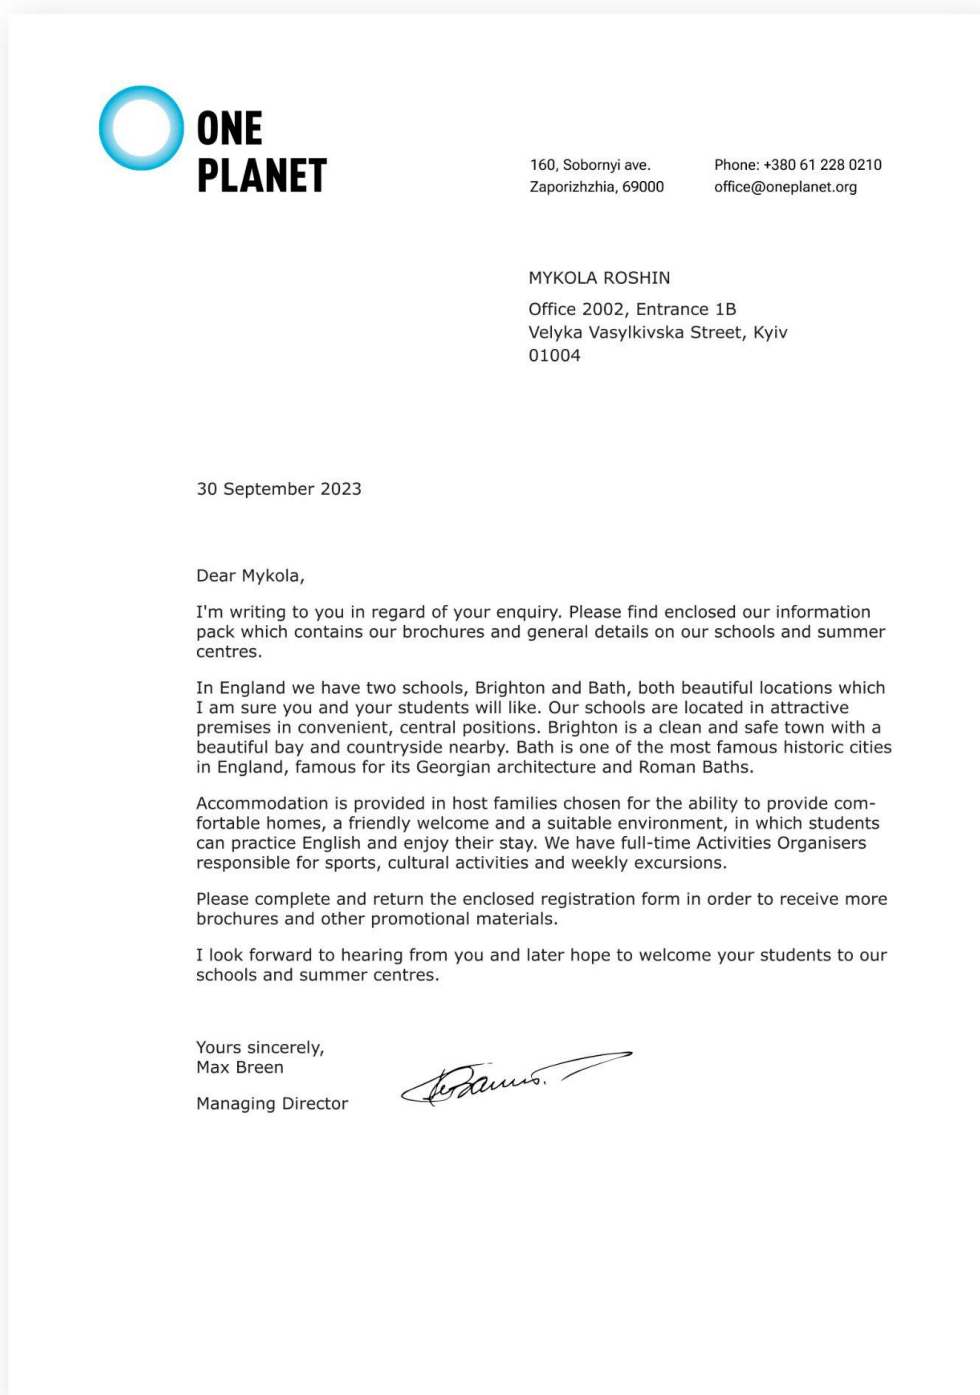 ONE
PLANET
160, Sobornyi ave.
Zaporizhzhia, 69000
Phone: +380 61 228 0210
office@oneplanet.org
MYKOLA ROSHIN
Office 2002, Entrance 1B
Velyka Vasylkivska Street, Kyiv
01004
30 September 2023
Dear Mykola,
I'm writing to you in regard of your enquiry. Please find enclosed our information
pack which contains our brochures and general details on our schools and summer
centres.
In England we have two schools, Brighton and Bath, both beautiful locations which
I am sure you and your students will like. Our schools are located in attractive
premises in convenient, central positions. Brighton is a clean and safe town with a
beautiful bay and countryside nearby. Bath is one of the most famous historic cities
in England, famous for its Georgian architecture and Roman Baths.
Accommodation is provided in host families chosen for the ability to provide com-
fortable homes, a friendly welcome and a suitable environment, in which students
can practice English and enjoy their stay. We have full-time Activities Organisers
responsible for sports, cultural activities and weekly excursions.
Please complete and return the enclosed registration form in order to receive more
brochures and other promotional materials.
I look forward to hearing from you and later hope to welcome your students to our
schools and summer centres.
Yours sincerely,
Max Breen
Managing Director